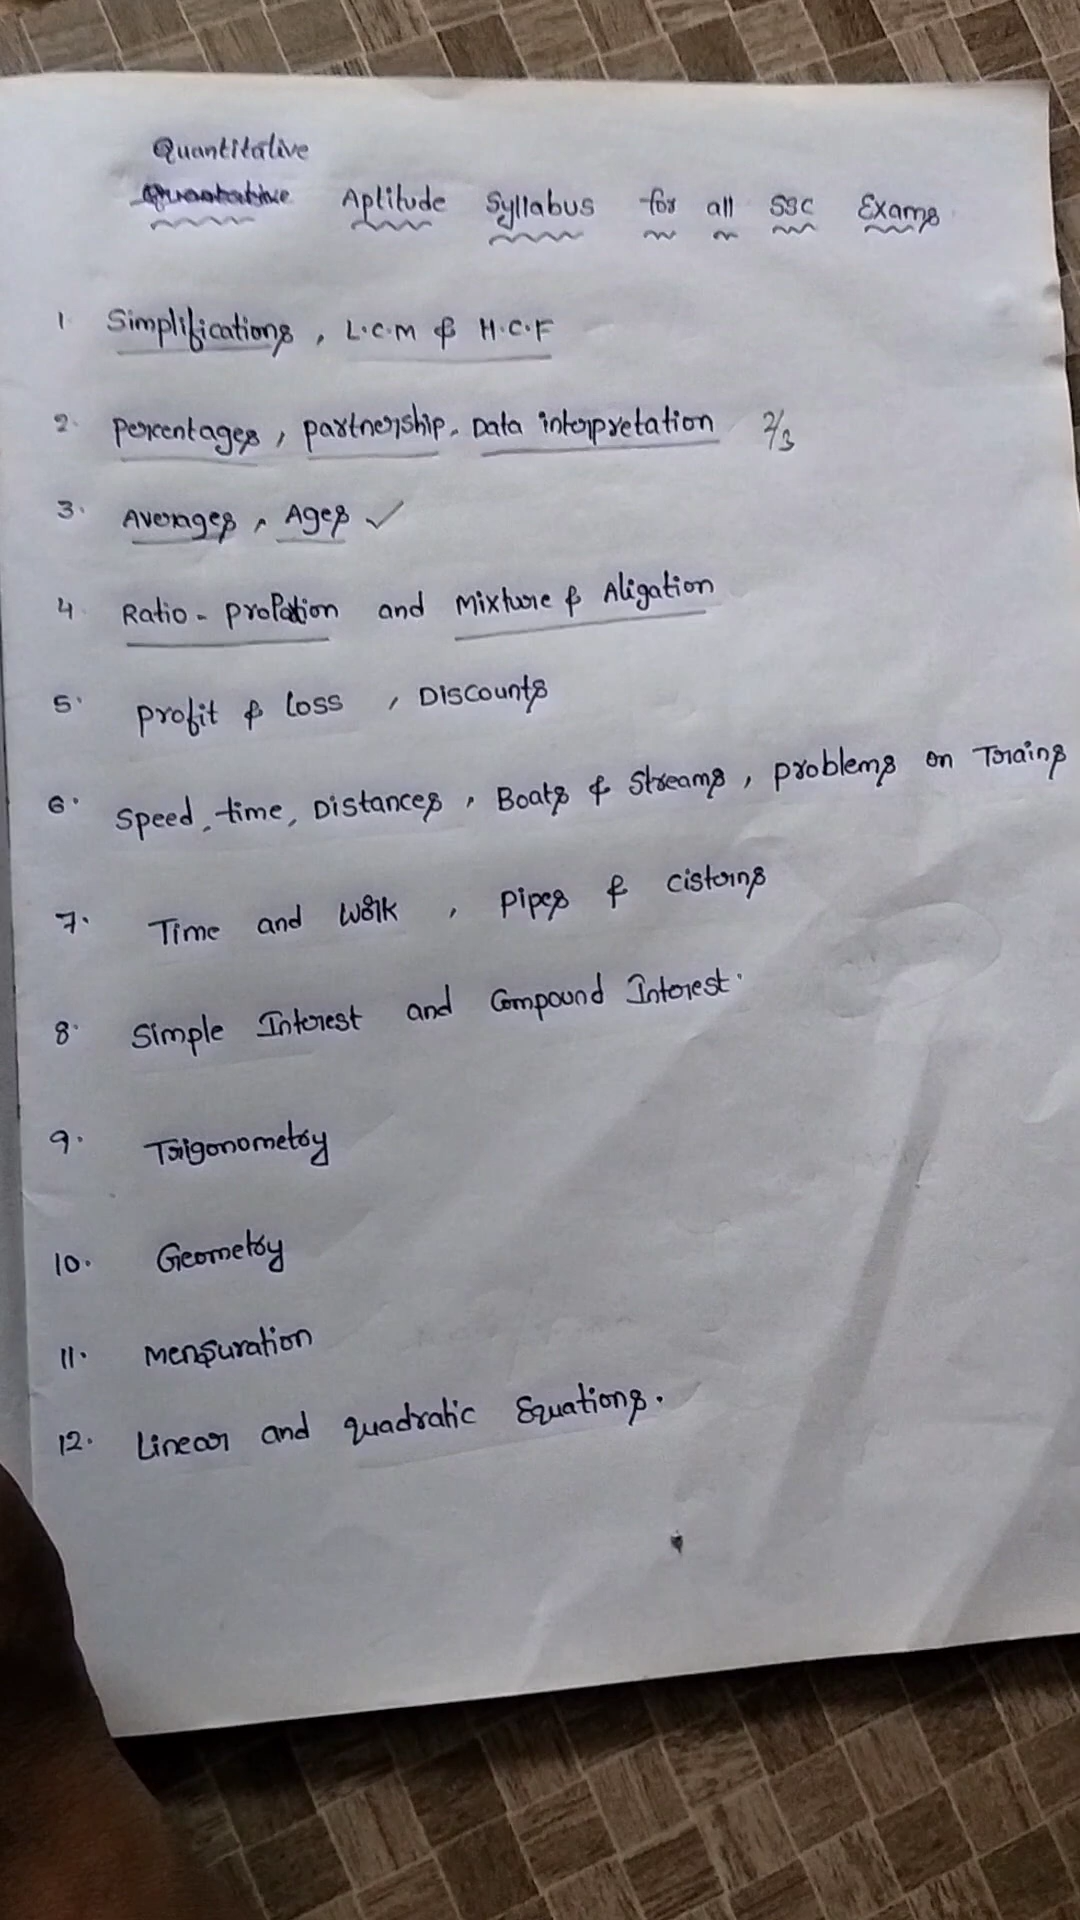 Quantitative
Quantative Aptitude Syllabus for all SSC Exams
1. Simplifications, L.C.M & H.C.F
2. Percentages, partnership, Data interpretation 2/3
3. Averages, Ages ✓
4. Ratio - Propotion and Mixture & Aligation
5. Profit & Loss, Discounts
6. Speed, time, Distances, Boats & Streams, problems on Trains
7. Time and Work, Pipes & cisterns
8. Simple Interest and Compound Interest.
9. Trigonometry
10. Geometry
11. Mensuration
12. Linear and quadratic Equations.